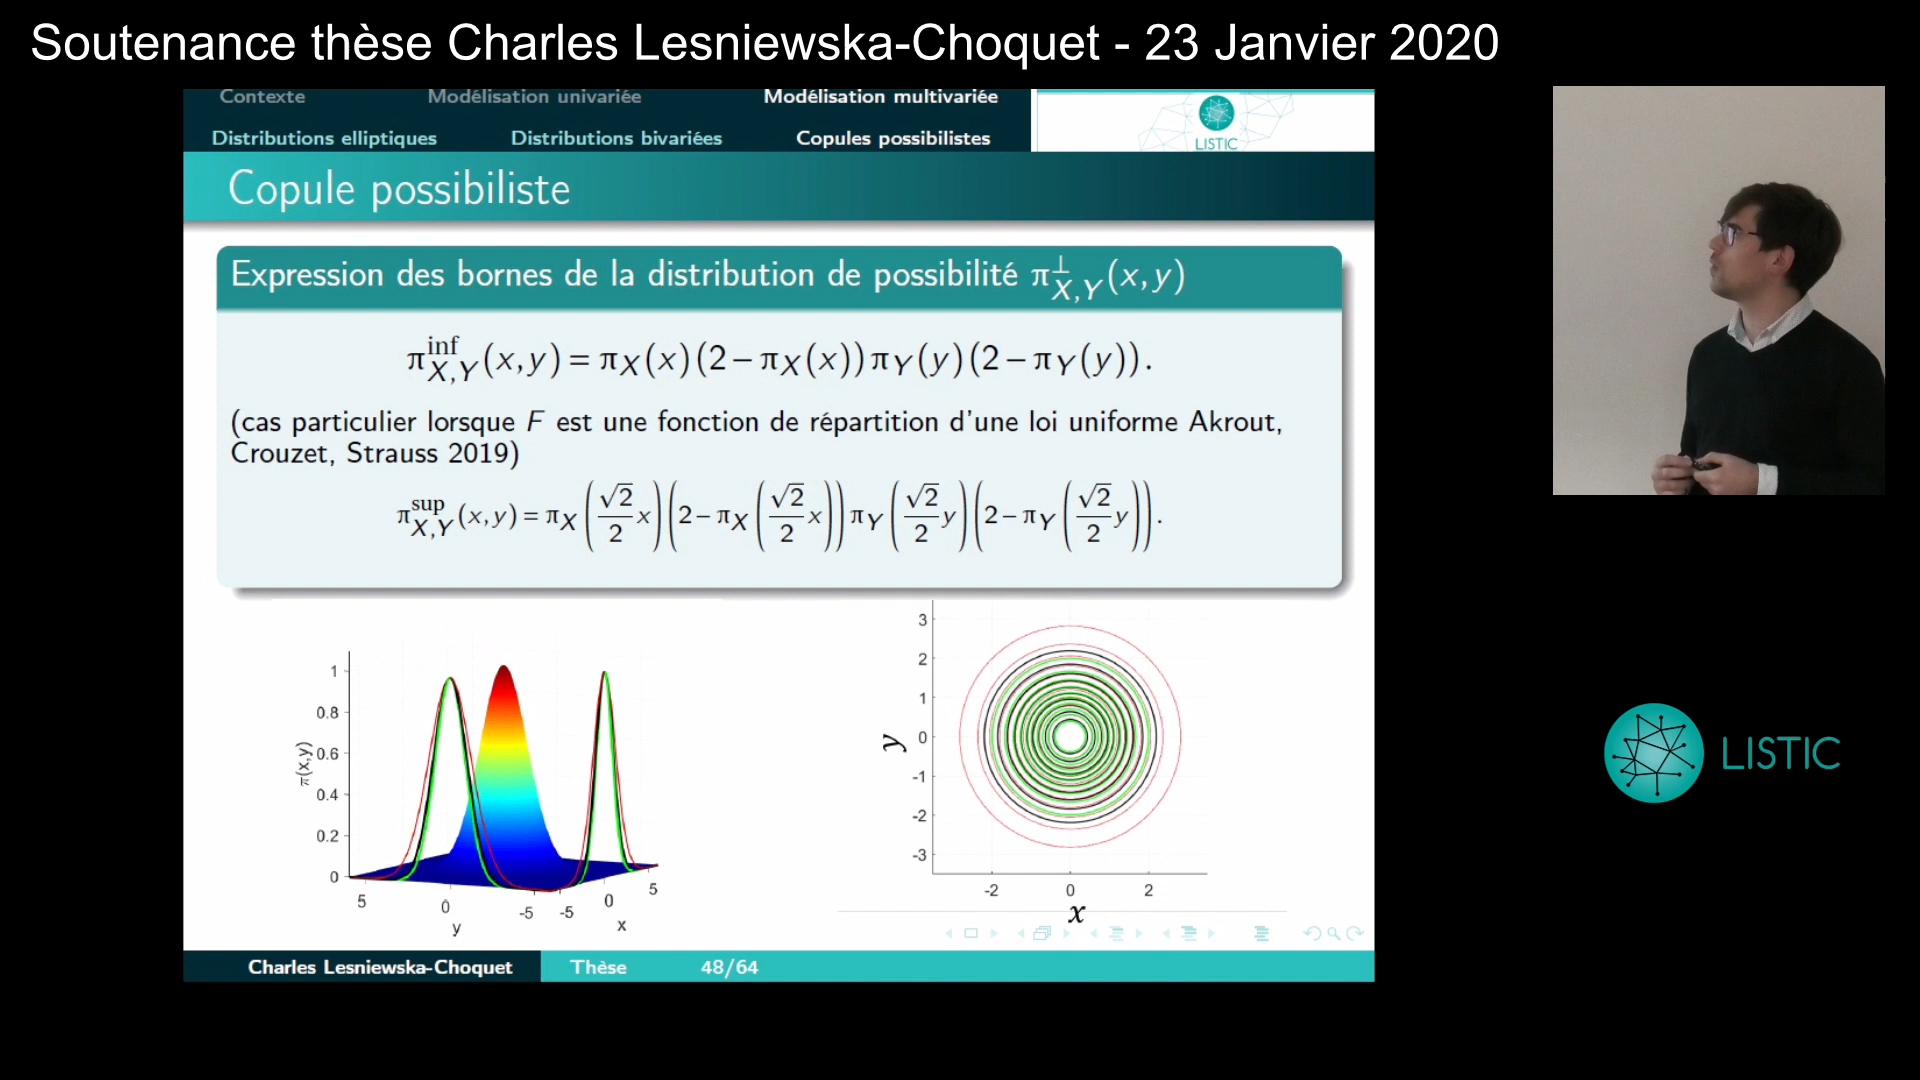 Soutenance thèse Charles Lesniewska-Choquet - 23 Janvier 2020
Contexte Modélisation univariée Modélisation multivariée
Distributions elliptiques Distributions bivariées Copules possibilistes
LISTIC
Copule possibiliste
Expression des bornes de la distribution de possibilité π⊥X,Y(x,y)
πinfX,Y(x,y) = πX(x)(2−πX(x))πY(y)(2−πY(y)).
(cas particulier lorsque F est une fonction de répartition d'une loi uniforme Akrout,
Crouzet, Strauss 2019)
πsupX,Y(x,y) = πX(√2/2 x)(2−πX(√2/2 x))πY(√2/2 y)(2−πY(√2/2 y)).
π(x,y)
1
0.8
0.6
0.4
0.2
0
5 0 -5 -5 0 5
y x
y
3
2
1
0
-1
-2
-3
-2 0 2
x
Charles Lesniewska-Choquet Thèse 48/64
LISTIC